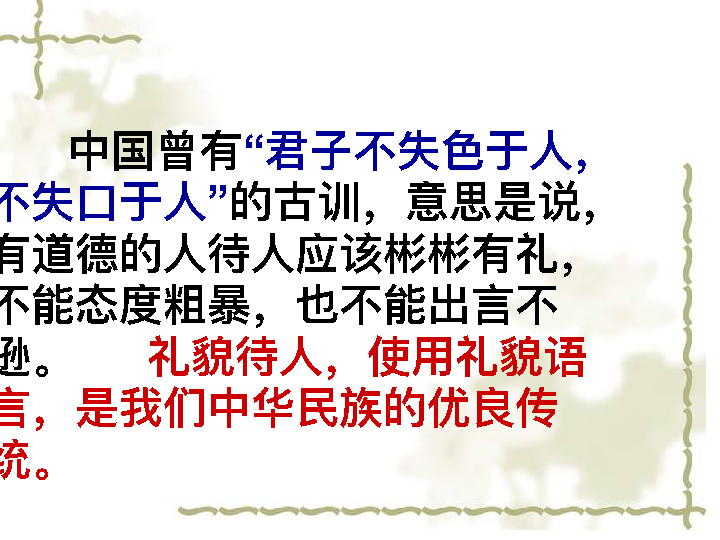 中国曾有“君子不失色于人，
不失口于人”的古训，意思是说，
有道德的人待人应该彬彬有礼，
不能态度粗暴，也不能出言不
逊。 礼貌待人，使用礼貌语
言，是我们中华民族的优良传
统。